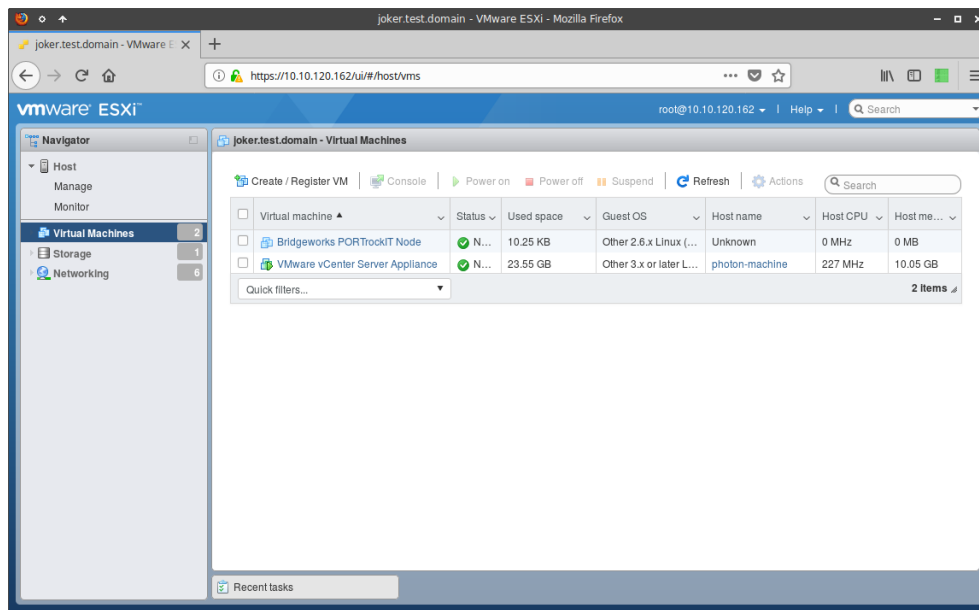 joker.test.domain - VMware ESXi - Mozilla Firefox
joker.test.domain - VMware E
https://10.10.120.162/ui/#/host/vms
vmware ESXi™
root@10.10.120.162 | Help | Search
Navigator
joker.test.domain - Virtual Machines
Host
Manage
Monitor
Virtual Machines 2
Storage 1
Networking 6
Create / Register VM | Console | Power on Power off Suspend | Refresh | Actions Search
Virtual machine Status Used space Guest OS Host name Host CPU Host me...
Bridgeworks PORTrockIT Node N... 10.25 KB Other 2.6.x Linux (... Unknown 0 MHz 0 MB
VMware vCenter Server Appliance N... 23.55 GB Other 3.x or later L... photon-machine 227 MHz 10.05 GB
Quick filters... 2 items
Recent tasks